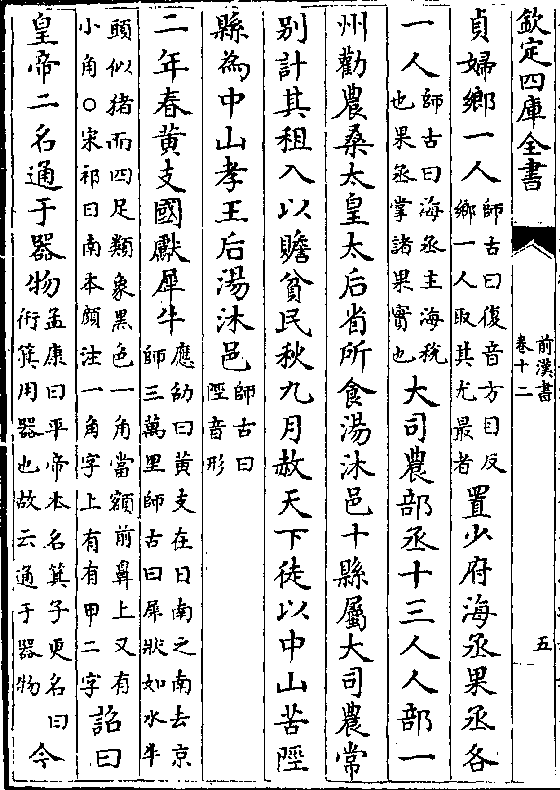 欽定四庫全書
前漢書
卷十二
五
貞婦鄉一人師古曰復音方目反鄉一人取其尤最者置少府海丞果丞各
一人師古曰海丞主海稅也果丞掌諸果實也大司農部丞十三人人部一
州勸農桑太皇太后省所食湯沐邑十縣屬大司農常
别計其租入以贍貧民秋九月赦天下徒以中山苦陘
縣為中山孝王后湯沐邑師古曰陘音形
二年春黄支國獻犀牛應劭曰黄支在日南之南去京師三萬里師古曰犀狀如水牛
頭似猪而四足類象黑色一角當額前鼻上又有小角○宋祁曰南本顔注一角字上有有甲二字詔曰
皇帝二名通于器物孟康曰平帝本名箕子更名曰衎箕用器也故云通于器物今